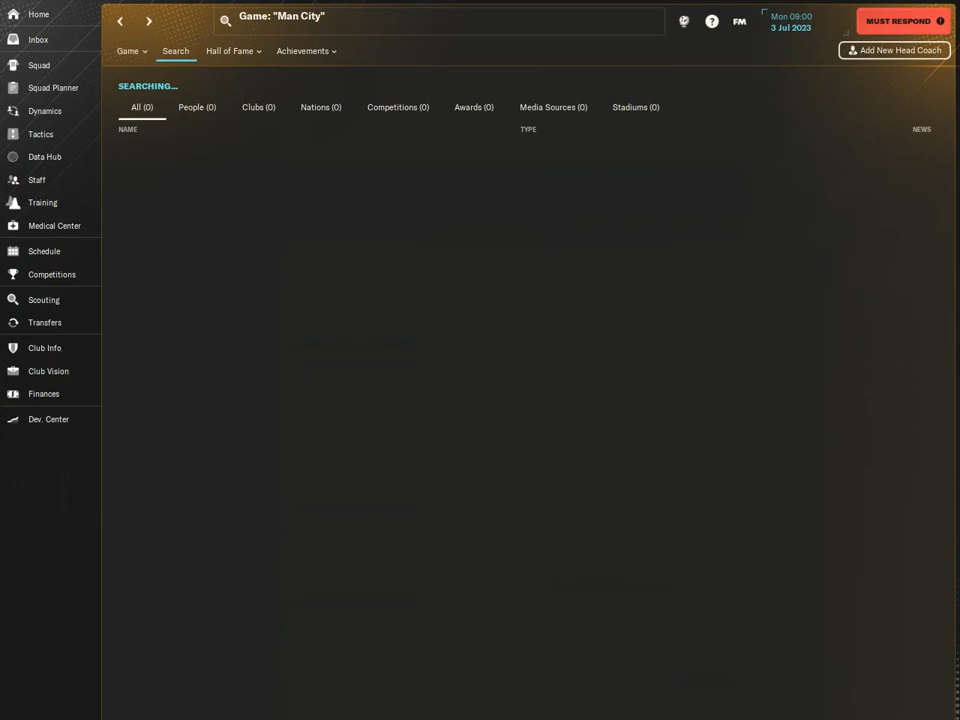 Home
Inbox
Squad
Squad Planner
Dynamics
Tactics
Data Hub
Staff
Training
Medical Center
Schedule
Competitions
Scouting
Transfers
Club Info
Club Vision
Finances
Dev. Center
Game: "Man City"
?
FM
Mon 09:00
3 Jul 2023
MUST RESPOND !
Game Search Hall of Fame Achievements
Add New Head Coach
SEARCHING...
All (0) People (0) Clubs (0) Nations (0) Competitions (0) Awards (0) Media Sources (0) Stadiums (0)
NAME TYPE NEWS